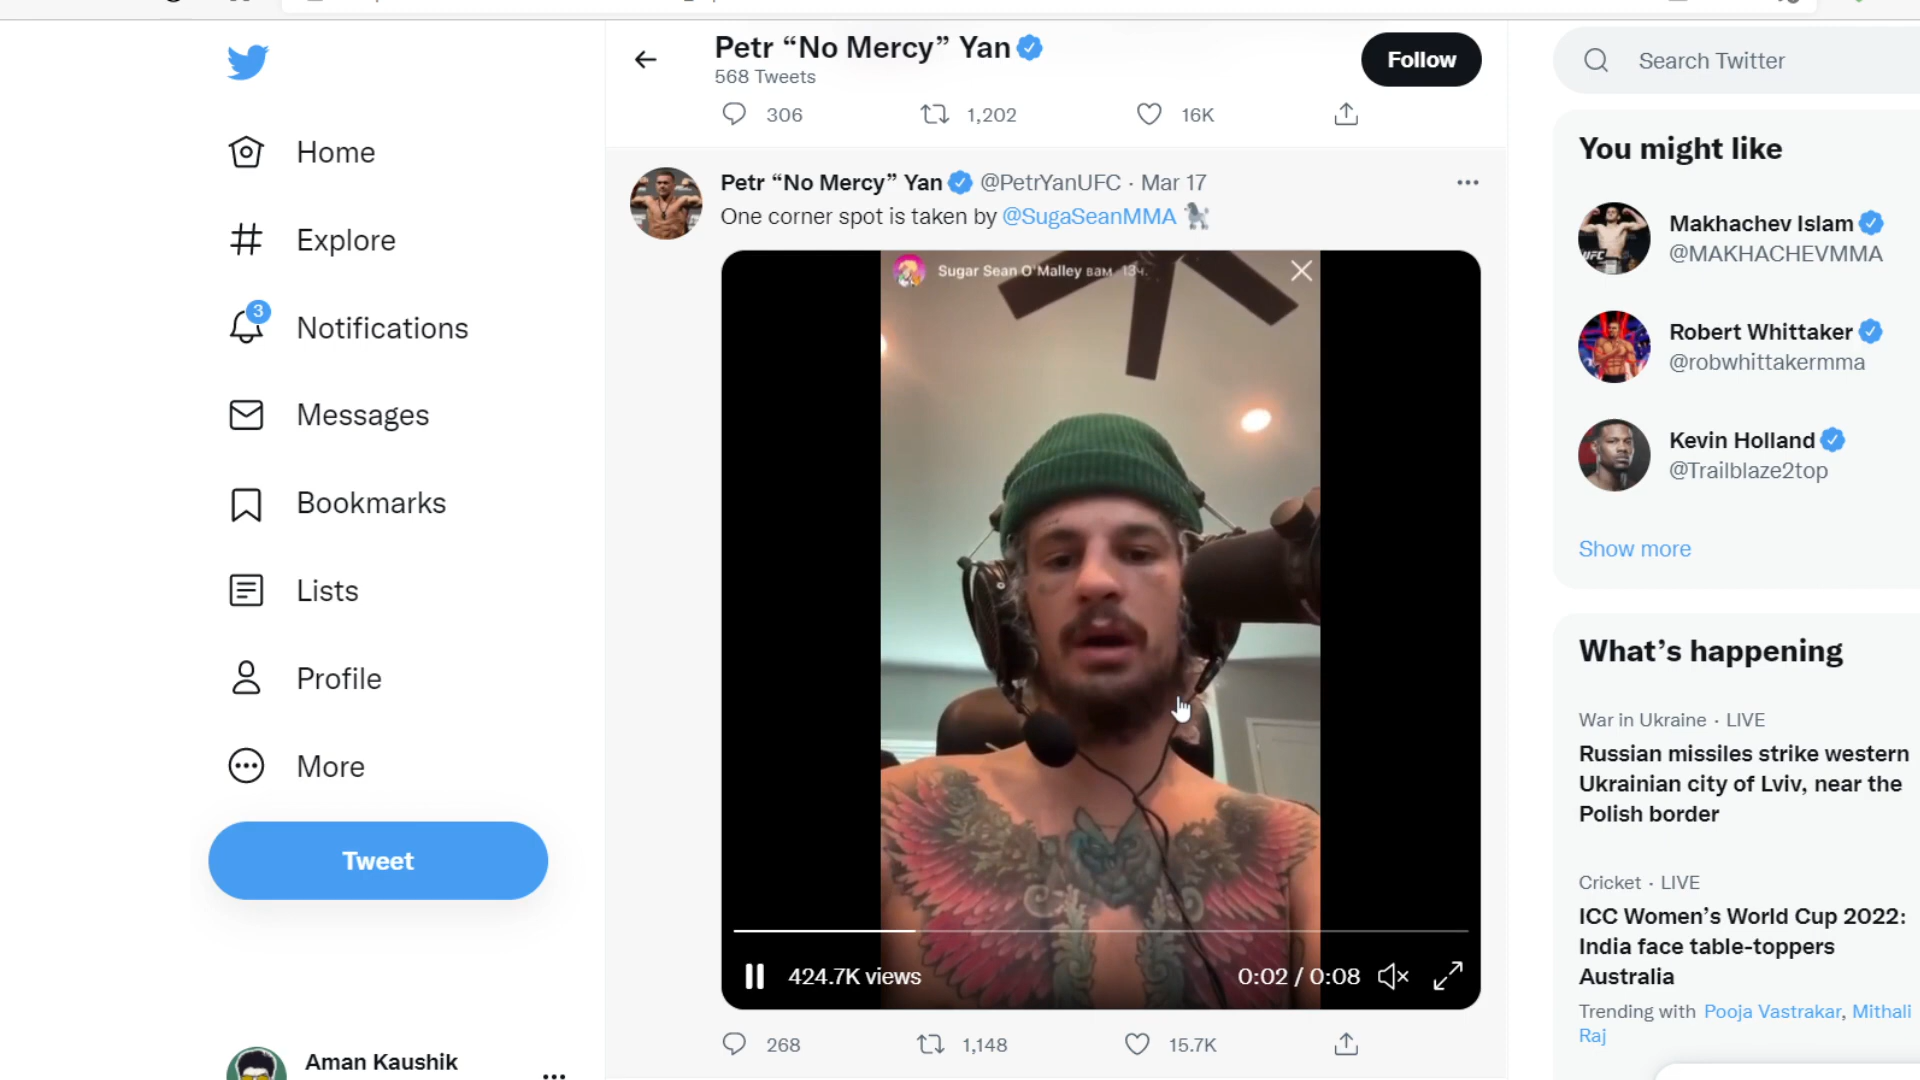 Petr “No Mercy” Yan
568 Tweets
Follow
306
1,202
16K
Search Twitter
Home
Explore
3
Notifications
Messages
Bookmarks
Lists
Profile
More
Tweet
Aman Kaushik
Petr “No Mercy” Yan @PetrYanUFC · Mar 17
One corner spot is taken by @SugaSeanMMA
Sugar Sean O'Malley вам 13ч.
424.7K views
0:02 / 0:08
268
1,148
15.7K
You might like
Makhachev Islam
@MAKHACHEVMMA
Robert Whittaker
@robwhittakermma
Kevin Holland
@Trailblaze2top
Show more
What’s happening
War in Ukraine · LIVE
Russian missiles strike western
Ukrainian city of Lviv, near the
Polish border
Cricket · LIVE
ICC Women’s World Cup 2022:
India face table-toppers
Australia
Trending with Pooja Vastrakar, Mithali
Raj